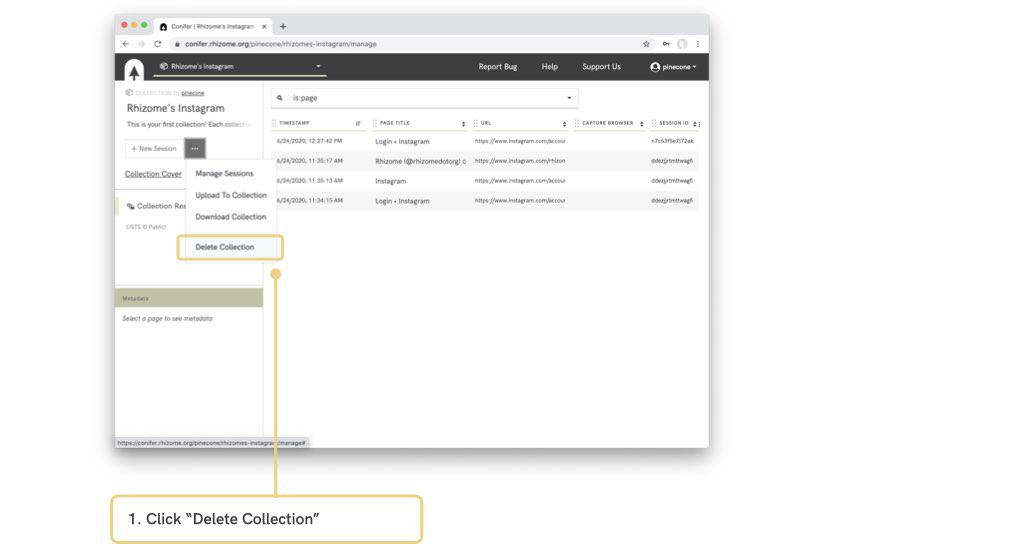 Conifer | Rhizome's Instagram
conifer.rhizome.org/pinecone/rhizomes-instagram/manage
Rhizome's Instagram
Report Bug
Help
Support Us
pinecone
COLLECTION by pinecone
Rhizome's Instagram
This is your first collection! Each collecti
+ New Session
...
Collection Cover
Manage Sessions
Upload To Collection
Download Collection
Delete Collection
Collection Res
LISTS (0 Public)
Metadata
Select a page to see metadata
is:page
TIMESTAMP PAGE TITLE URL CAPTURE BROWSER SESSION ID
6/24/2020, 12:27:42 PM Login • Instagram https://www.instagram.com/accour n7c63f5e7l72ak
6/24/2020, 11:35:17 AM Rhizome (@rhizomedotorg) c https://www.instagram.com/rhizon ddezjjrtmttwagfi
6/24/2020, 11:35:13 AM Instagram https://www.instagram.com/accour ddezjjrtmttwagfi
6/24/2020, 11:34:15 AM Login • Instagram https://www.instagram.com/accour ddezjjrtmttwagfi
https://conifer.rhizome.org/pinecone/rhizomes-instagram/manage#
1. Click “Delete Collection”